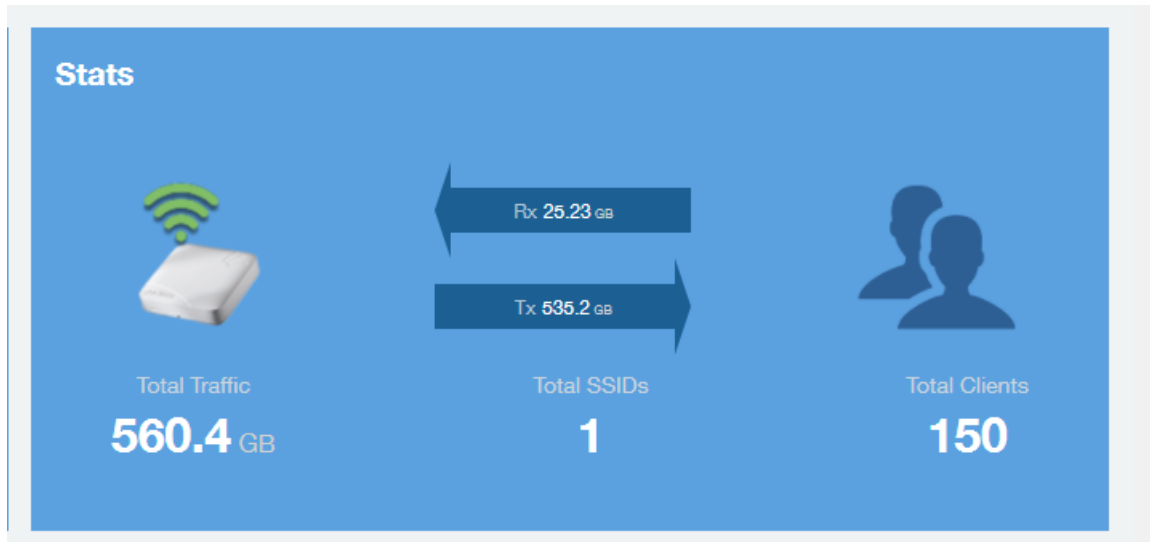 Stats
Rx 25.23 GB
Tx 535.2 GB
Total Traffic
Total SSIDs
Total Clients
560.4 GB
1
150